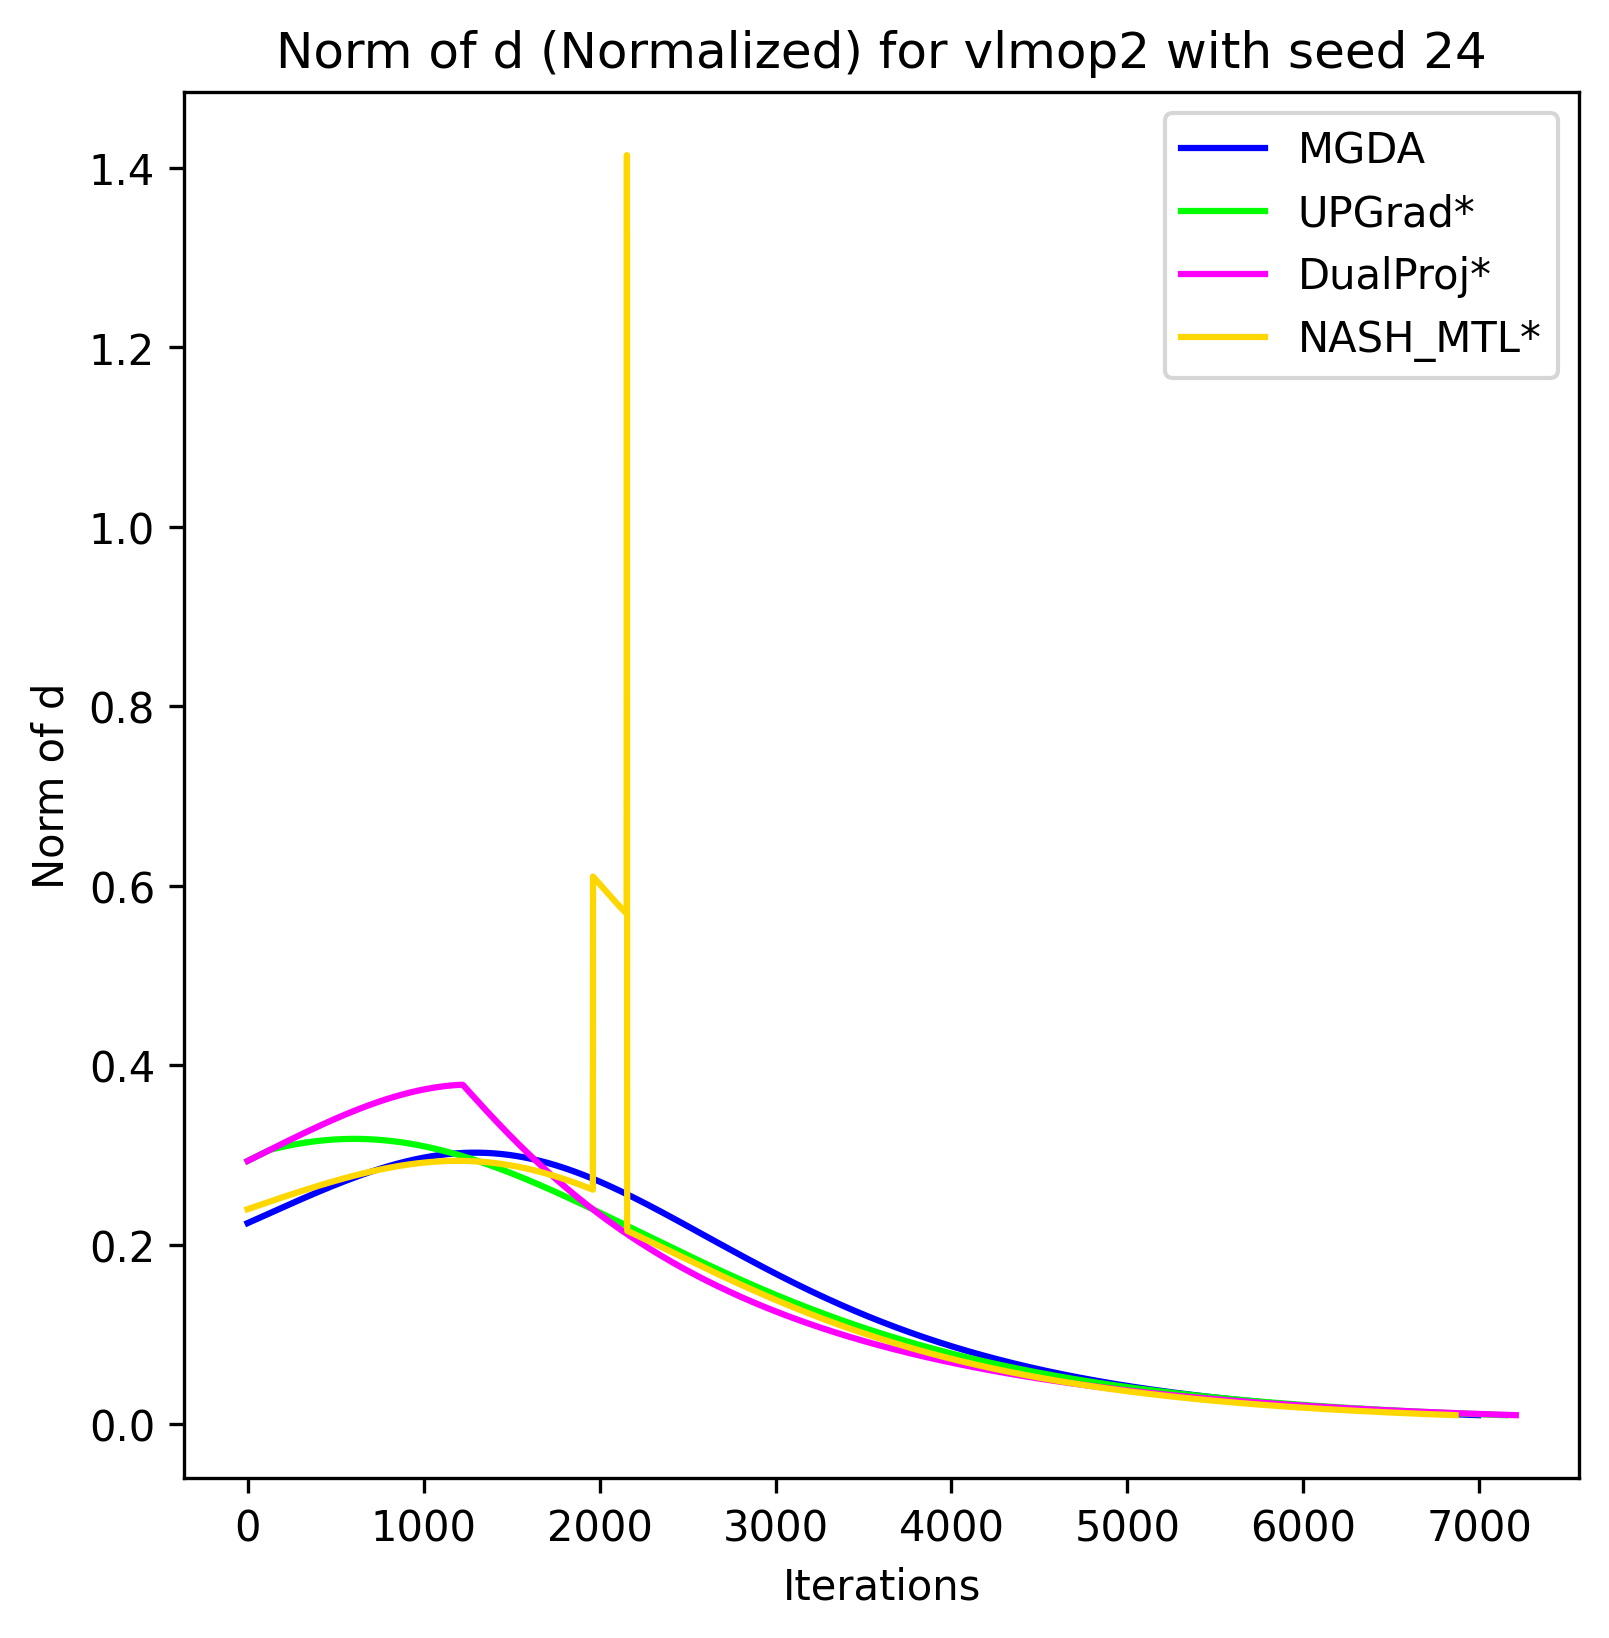 Norm of d (Normalized) for vlmop2 with seed 24
MGDA
UPGrad*
DualProj*
NASH_MTL*
Norm of d
1.4
1.2
1.0
0.8
0.6
0.4
0.2
0.0
0 1000 2000 3000 4000 5000 6000 7000
Iterations